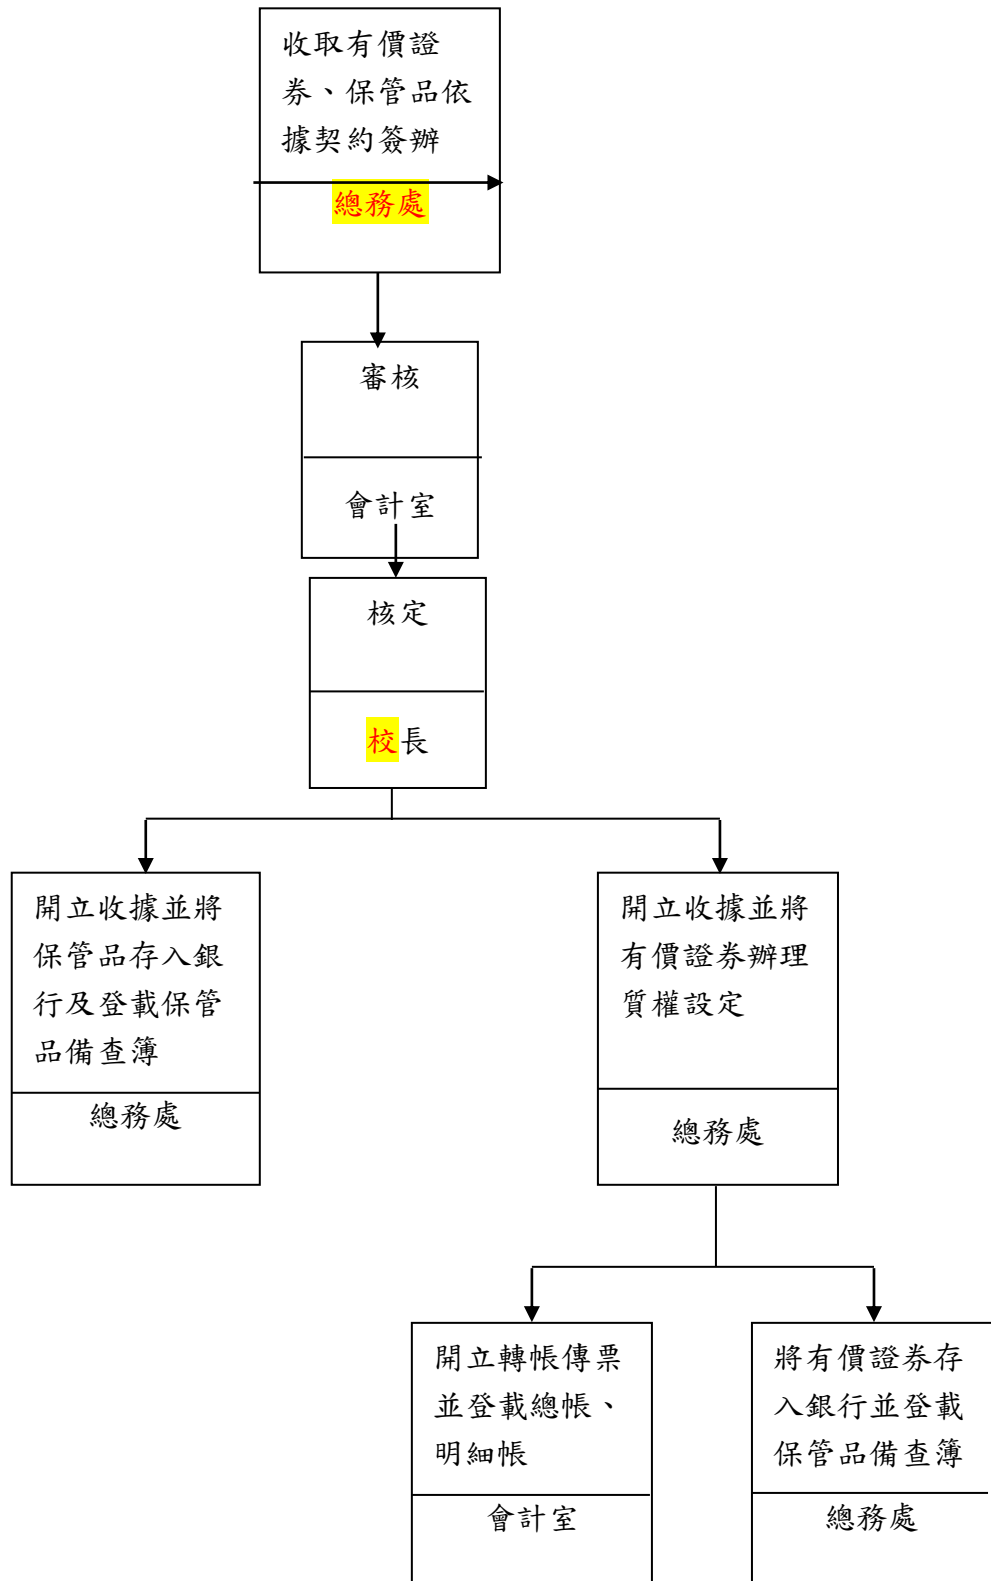 收取有價證
券、保管品依
據契約簽辦
總務處
審核
會計室
核定
校長
開立收據並將
保管品存入銀
行及登載保管
品備查簿
總務處
開立收據並將
有價證券辦理
質權設定
總務處
開立轉帳傳票
並登載總帳、
明細帳
會計室
將有價證券存
入銀行並登載
保管品備查簿
總務處